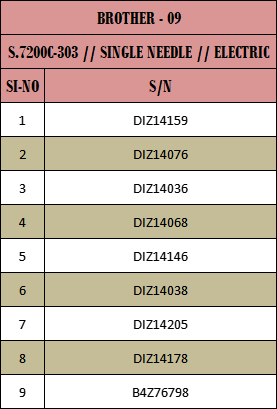 BROTHER - 09
S.7200C-303 // SINGLE NEEDLE // ELECTRIC
SI-NO S/N
1 DIZ14159
2 DIZ14076
3 DIZ14036
4 DIZ14068
5 DIZ14146
6 DIZ14038
7 DIZ14205
8 DIZ14178
9 B4Z76798